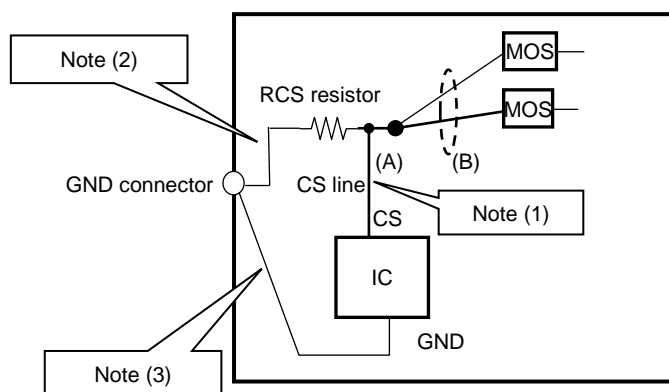 MOS
Note (2)
RCS resistor
MOS
(A)
(B)
GND connector
CS line
Note (1)
CS
IC
GND
Note (3)